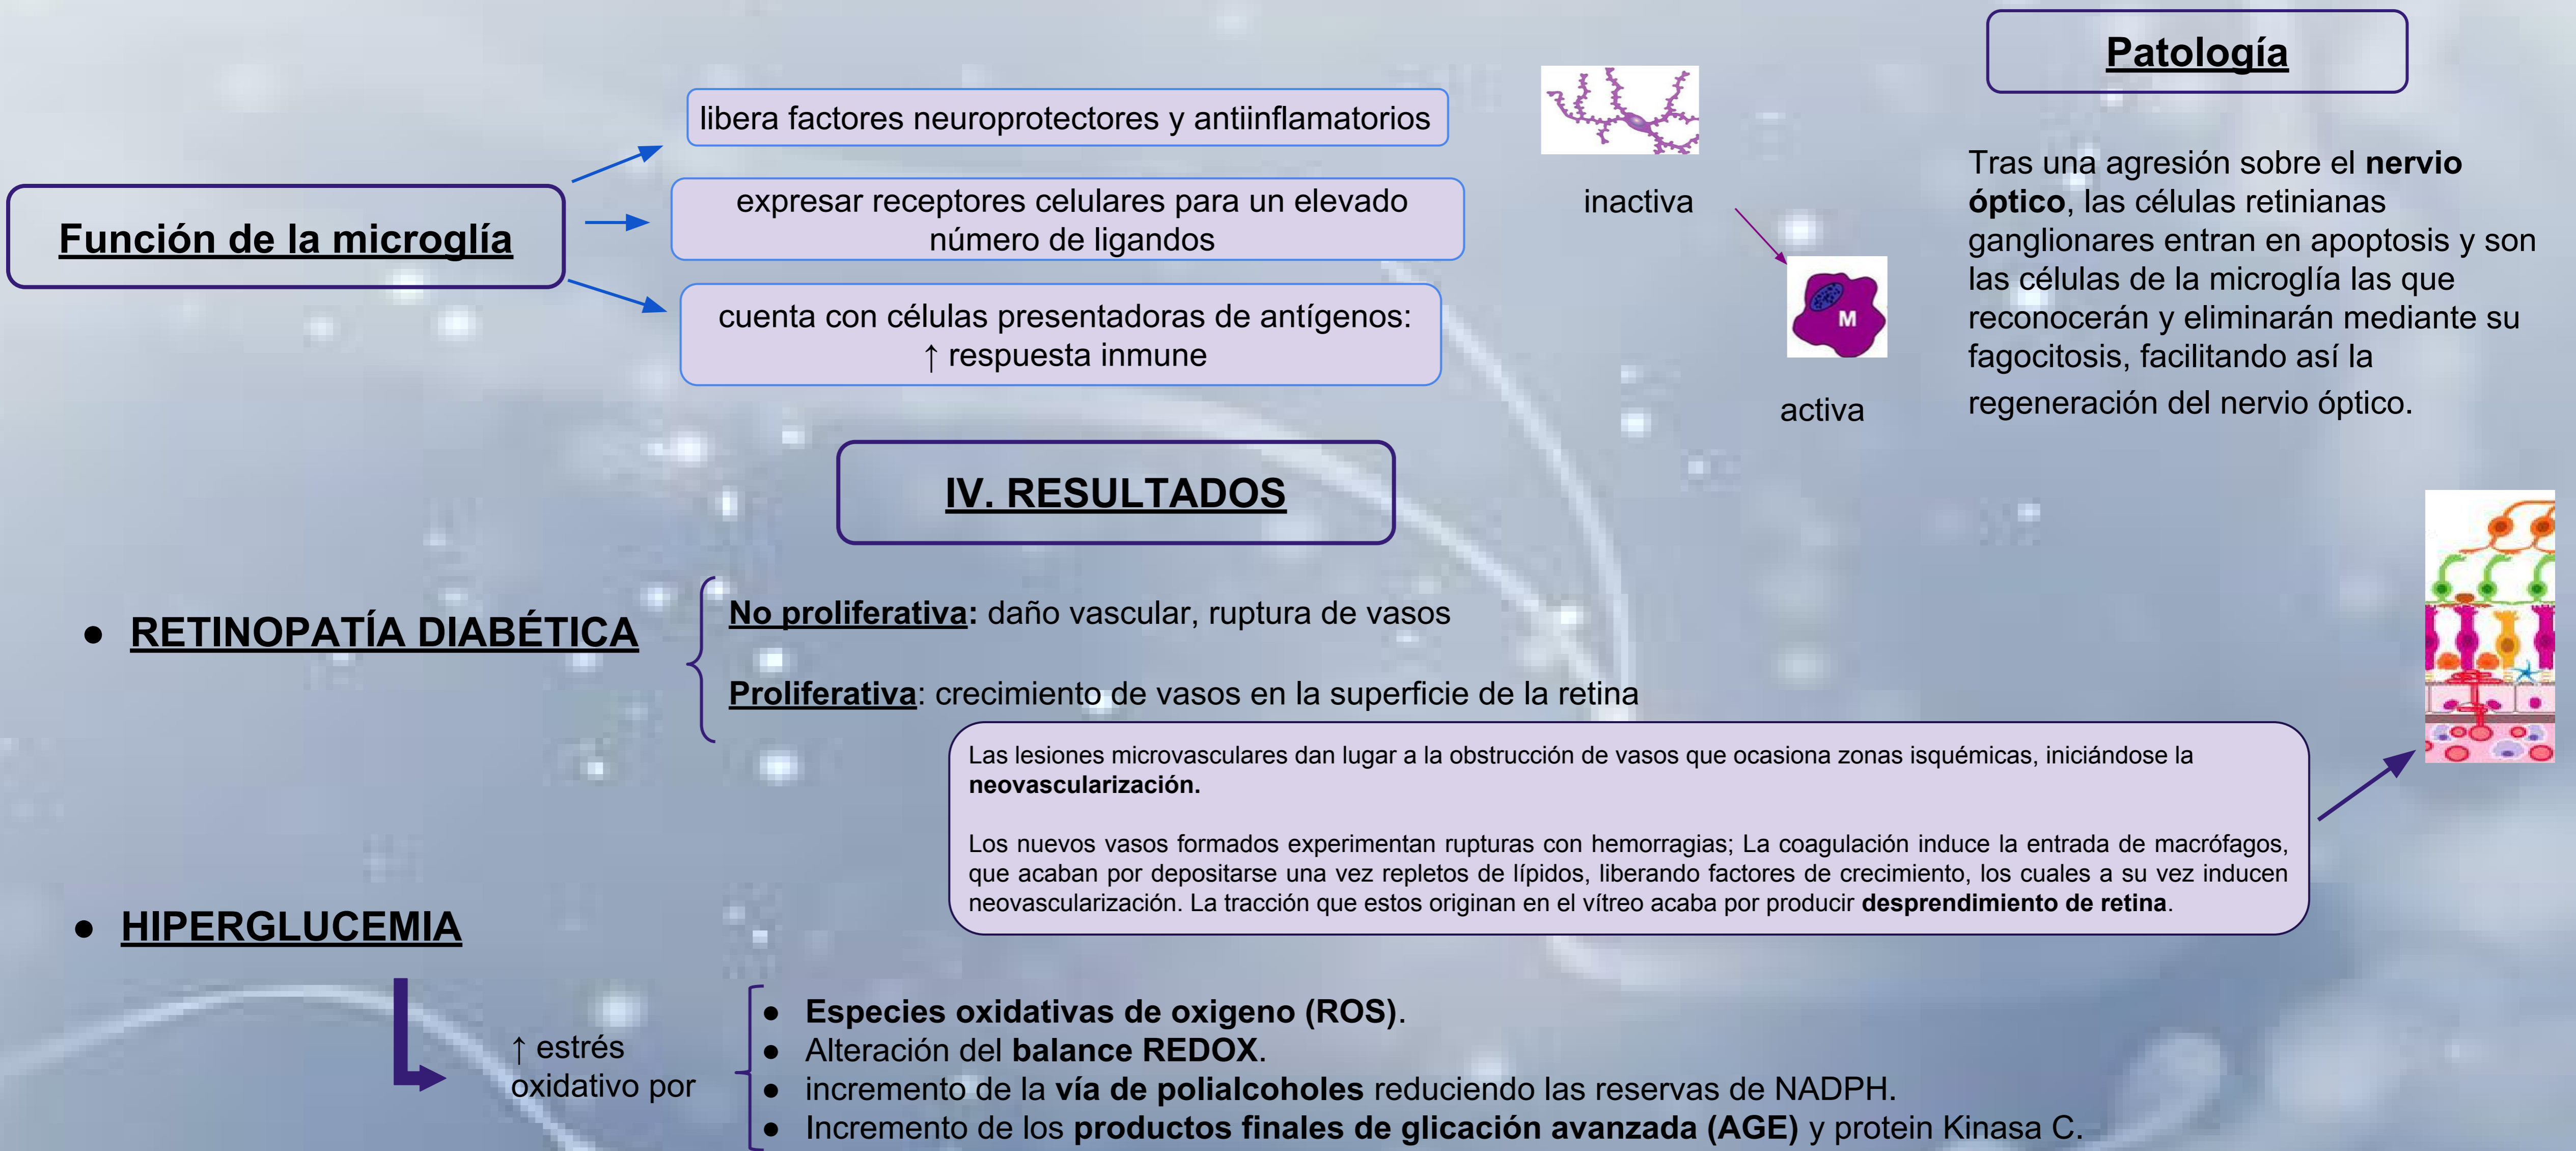 Función de la microglía
libera factores neuroprotectores y antiinflamatorios
expresar receptores celulares para un elevado
número de ligandos
cuenta con células presentadoras de antígenos:
↑ respuesta inmune
inactiva
M
activa
Patología
Tras una agresión sobre el nervio
óptico, las células retinianas
ganglionares entran en apoptosis y son
las células de la microglía las que
reconocerán y eliminarán mediante su
fagocitosis, facilitando así la
regeneración del nervio óptico.
IV. RESULTADOS
● RETINOPATÍA DIABÉTICA
No proliferativa: daño vascular, ruptura de vasos
Proliferativa: crecimiento de vasos en la superficie de la retina
Las lesiones microvasculares dan lugar a la obstrucción de vasos que ocasiona zonas isquémicas, iniciándose la
neovascularización.
Los nuevos vasos formados experimentan rupturas con hemorragias; La coagulación induce la entrada de macrófagos,
que acaban por depositarse una vez repletos de lípidos, liberando factores de crecimiento, los cuales a su vez inducen
neovascularización. La tracción que estos originan en el vítreo acaba por producir desprendimiento de retina.
● HIPERGLUCEMIA
↑ estrés
oxidativo por
● Especies oxidativas de oxigeno (ROS).
● Alteración del balance REDOX.
● incremento de la vía de polialcoholes reduciendo las reservas de NADPH.
● Incremento de los productos finales de glicación avanzada (AGE) y protein Kinasa C.